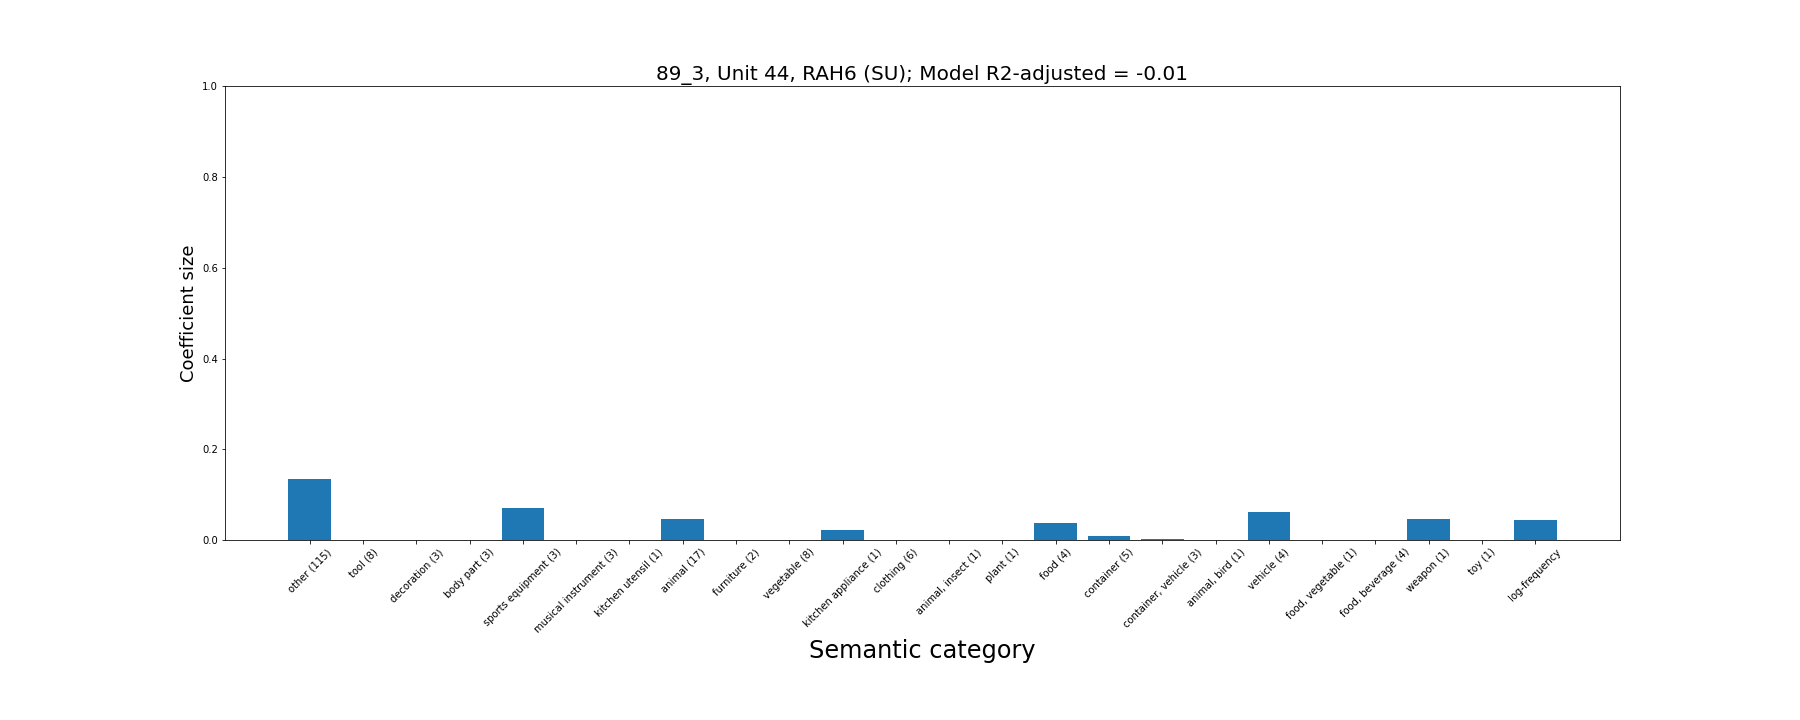 89_3, Unit 44, RAH6 (SU); Model R2-adjusted = -0.01
Coefficient size
1.0
0.8
0.6
0.4
0.2
0.0
other (115)
tool (8)
decoration (3)
body part (3)
sports equipment (3)
musical instrument (3)
kitchen utensil (1)
animal (17)
furniture (2)
vegetable (8)
kitchen appliance (1)
clothing (6)
animal, insect (1)
plant (1)
food (4)
container (5)
container, vehicle (3)
animal, bird (1)
vehicle (4)
food, vegetable (1)
food, beverage (4)
weapon (1)
toy (1)
log-frequency
Semantic category